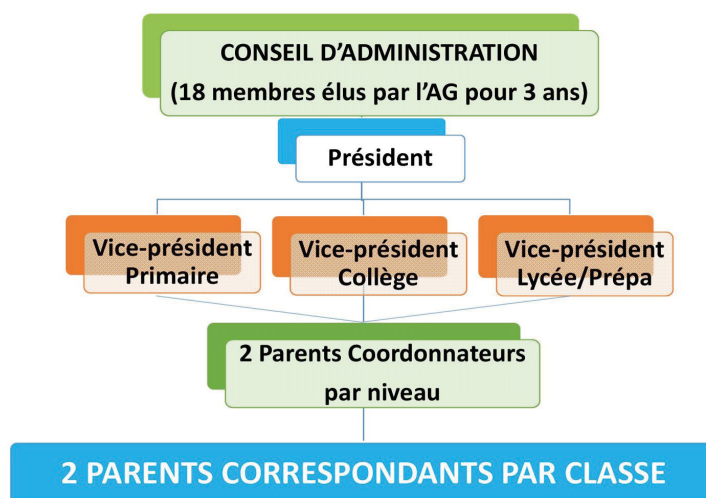 CONSEIL D’ADMINISTRATION
(18 membres élus par l’AG pour 3 ans)
Président
Vice-président
Primaire
Vice-président
Collège
Vice-président
Lycée/Prépa
2 Parents Coordonnateurs
par niveau
2 PARENTS CORRESPONDANTS PAR CLASSE